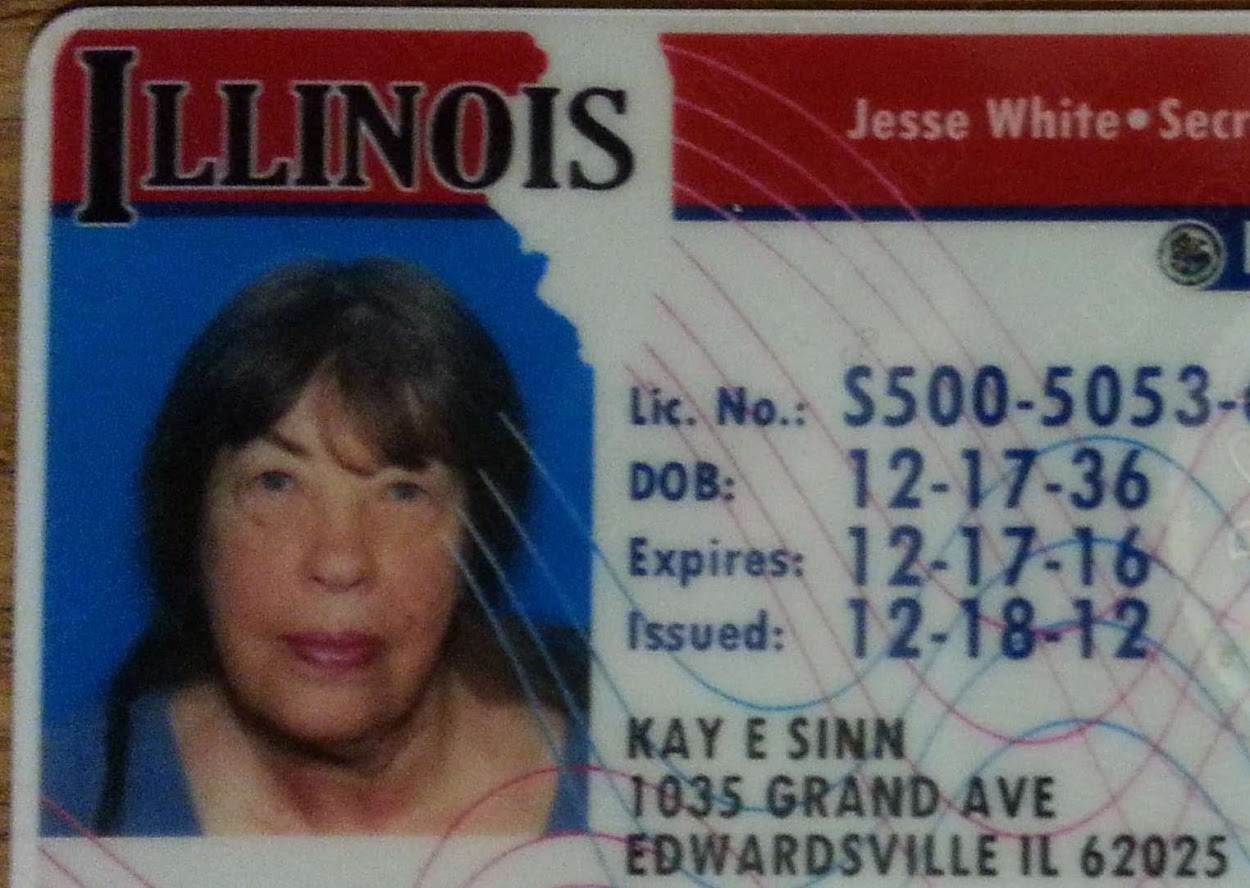 ILLINOIS
Jesse White•Secr
Lic. No.: S500-5053-
DOB: 12-17-36
Expires: 12-17-16
Issued: 12-18-12
KAY E SINN
1035 GRAND AVE
EDWARDSVILLE IL 62025